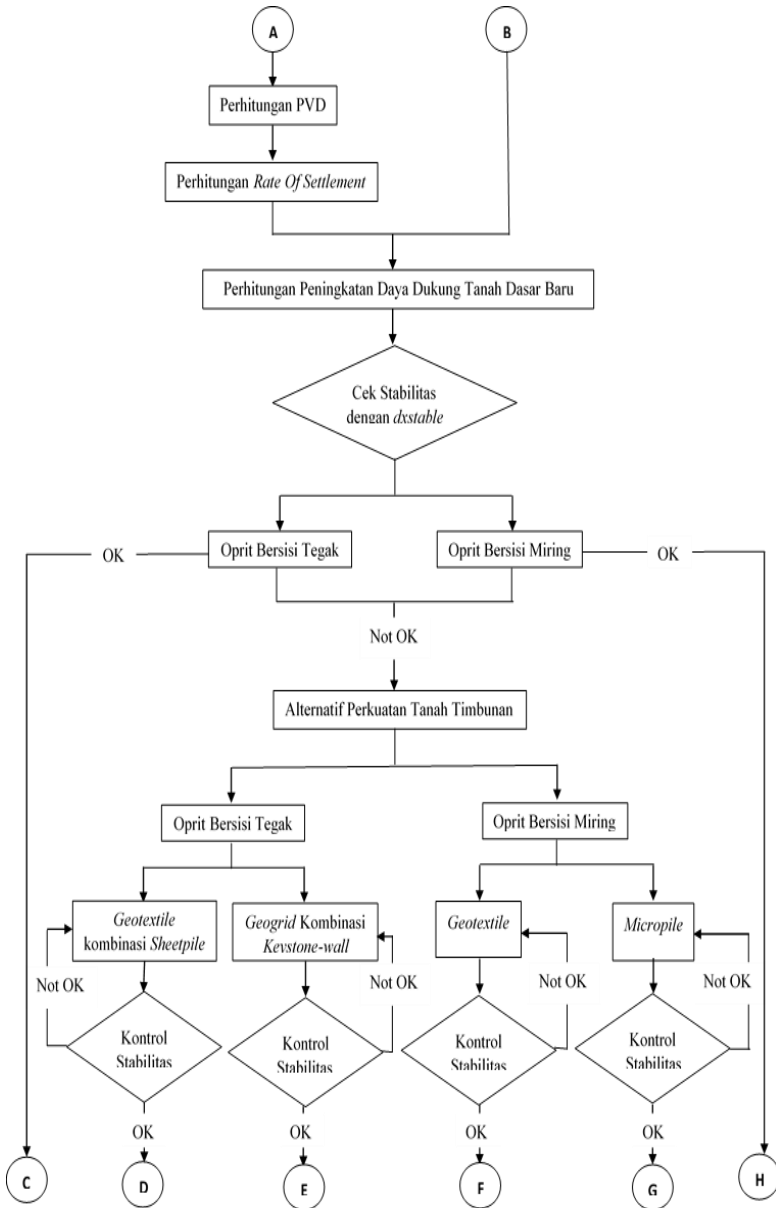 A
B
Perhitungan PVD
Perhitungan Rate Of Settlement
Perhitungan Peningkatan Daya Dukung Tanah Dasar Baru
Cek Stabilitas
dengan dxstable
OK
Oprit Bersisi Tegak
Oprit Bersisi Miring
OK
Not OK
Alternatif Perkuatan Tanah Timbunan
Oprit Bersisi Tegak
Oprit Bersisi Miring
Geotextile
kombinasi Sheetpile
Geogrid Kombinasi
Keystone-wall
Geotextile
Micropile
Not OK
Not OK
Not OK
Not OK
Kontrol
Stabilitas
Kontrol
Stabilitas
Kontrol
Stabilitas
Kontrol
Stabilitas
OK
OK
OK
OK
C
D
E
F
G
H